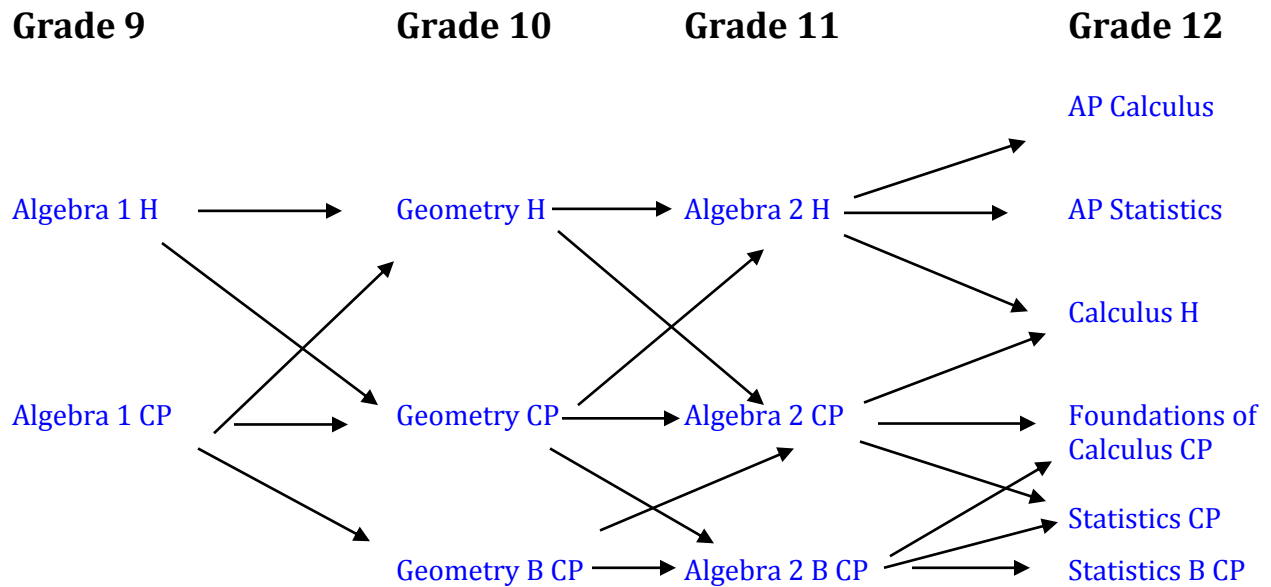 Grade 9 Grade 10 Grade 11 Grade 12
AP Calculus
Algebra 1 H Geometry H Algebra 2 H AP Statistics
Calculus H
Algebra 1 CP Geometry CP Algebra 2 CP Foundations of
Calculus CP
Statistics CP
Geometry B CP Algebra 2 B CP Statistics B CP